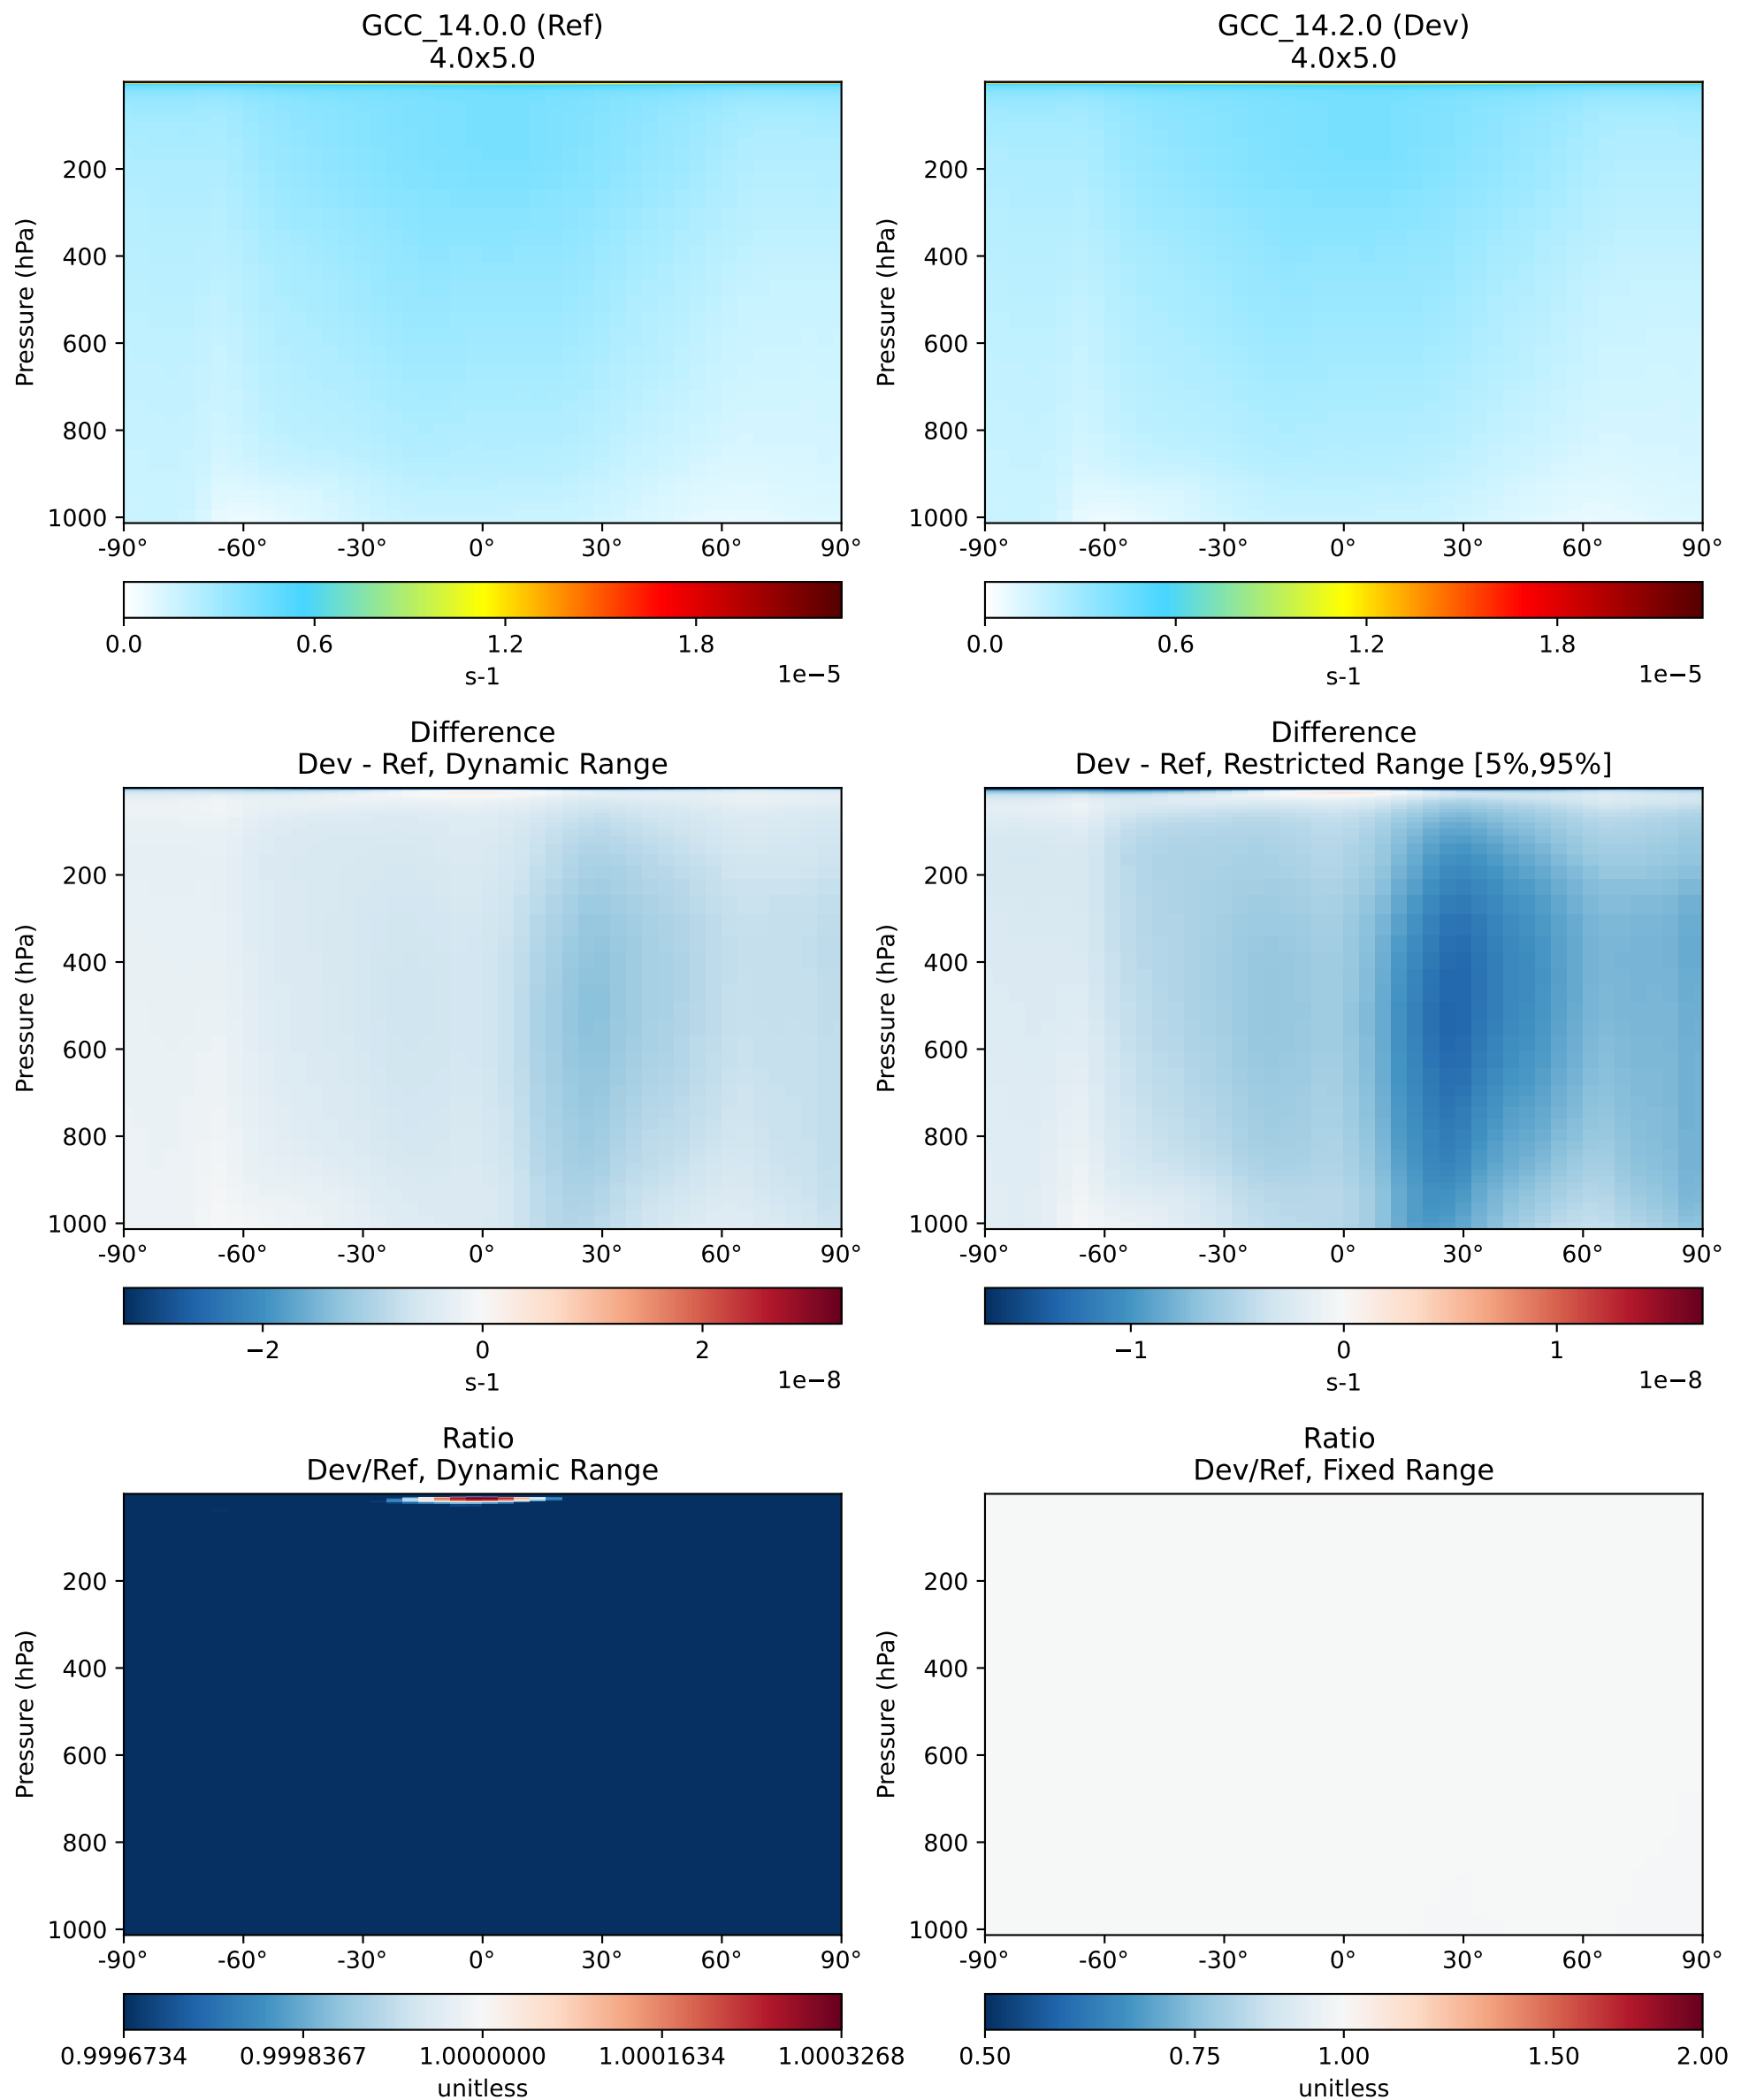 GCC_14.0.0 (Ref)
4.0x5.0
Pressure (hPa)
200
400
600
800
1000
-90° -60° -30° 0° 30° 60° 90°
0.0 0.6 1.2 1.8
s-1
1e−5
GCC_14.2.0 (Dev)
4.0x5.0
Pressure (hPa)
200
400
600
800
1000
-90° -60° -30° 0° 30° 60° 90°
0.0 0.6 1.2 1.8
s-1
1e−5
Difference
Dev - Ref, Dynamic Range
Pressure (hPa)
200
400
600
800
1000
-90° -60° -30° 0° 30° 60° 90°
−2 0 2
s-1
1e−8
Difference
Dev - Ref, Restricted Range [5%,95%]
Pressure (hPa)
200
400
600
800
1000
-90° -60° -30° 0° 30° 60° 90°
−1 0 1
s-1
1e−8
Ratio
Dev/Ref, Dynamic Range
Pressure (hPa)
200
400
600
800
1000
-90° -60° -30° 0° 30° 60° 90°
0.9996734 0.9998367 1.0000000 1.0001634 1.0003268
unitless
Ratio
Dev/Ref, Fixed Range
Pressure (hPa)
200
400
600
800
1000
-90° -60° -30° 0° 30° 60° 90°
0.50 0.75 1.00 1.50 2.00
unitless